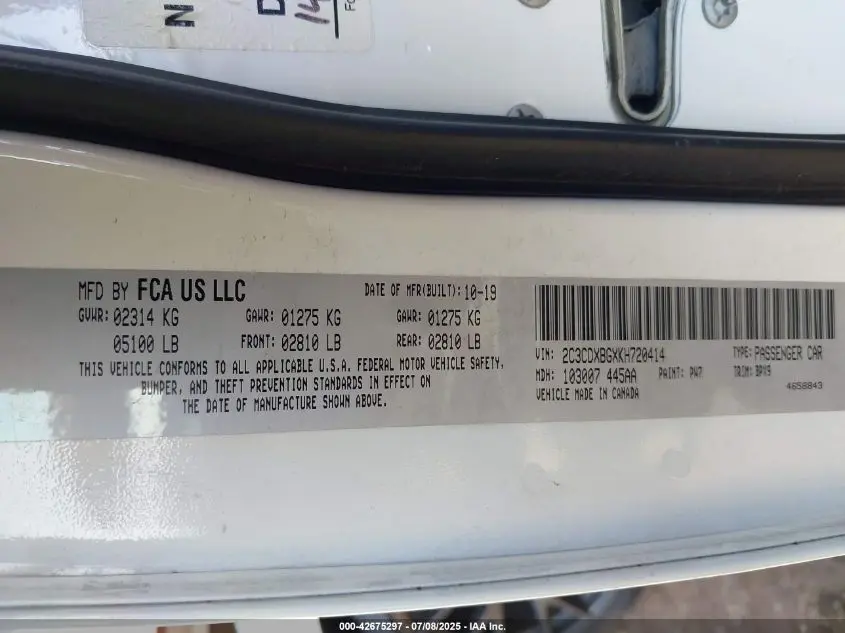 N
MFD BY FCA US LLC
DATE OF MFR(BUILT): 10-19
GVWR: 02314 KG GAWR: 01275 KG GAWR: 01275 KG
05100 LB FRONT: 02810 LB REAR: 02810 LB
THIS VEHICLE CONFORMS TO ALL APPLICABLE U.S.A. FEDERAL MOTOR VEHICLE SAFETY,
BUMPER, AND THEFT PREVENTION STANDARDS IN EFFECT ON
THE DATE OF MANUFACTURE SHOWN ABOVE.
VIN: 2C3CDXBGXKH720414 TYPE: PASSENGER CAR
MDH: 103007 445AA PAINT: PW7 TRIM: BPX9
VEHICLE MADE IN CANADA 4658843
000-42675297 - 07/08/2025 - IAA Inc.